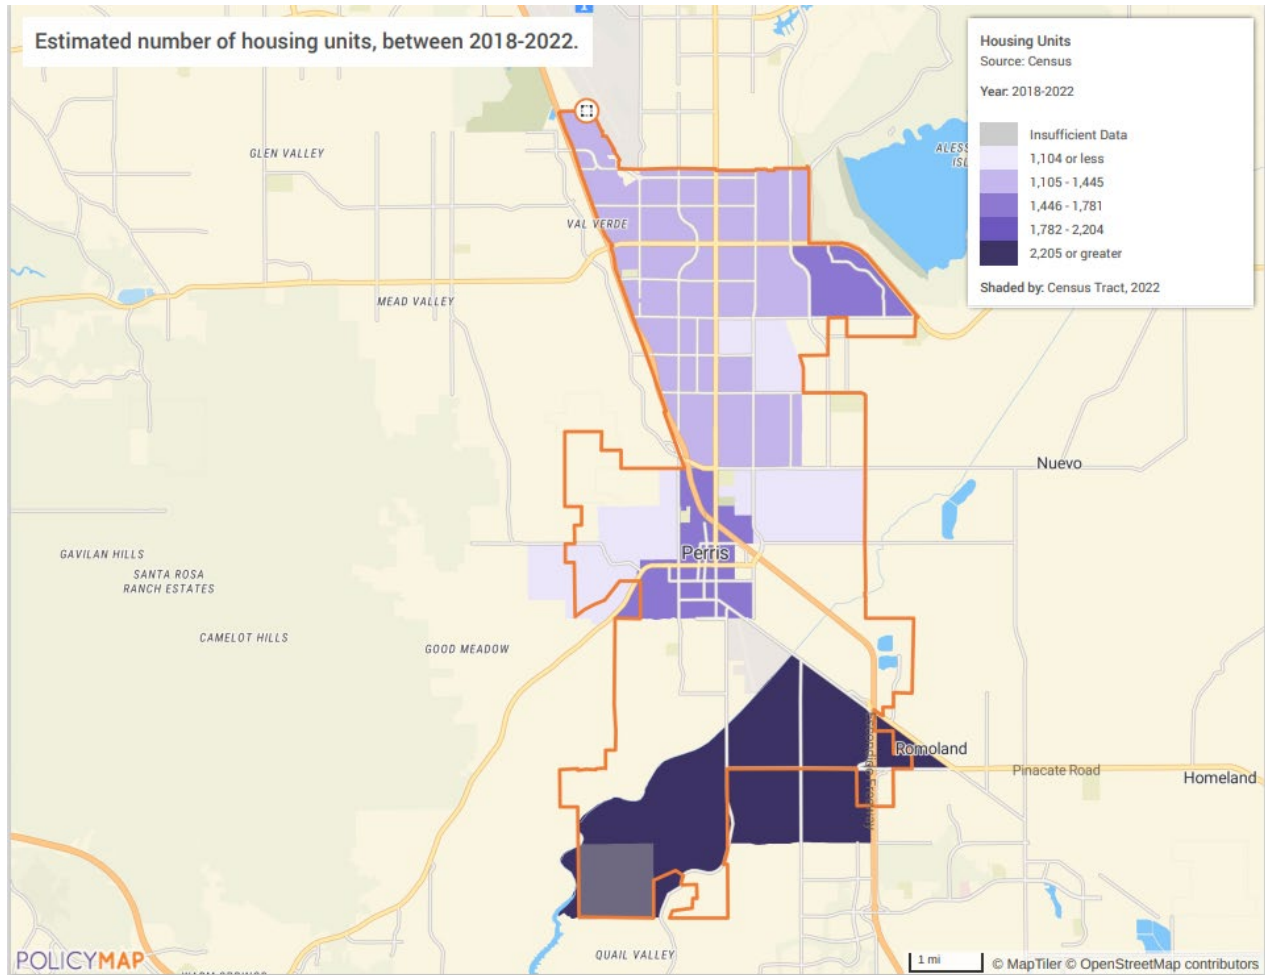 Estimated number of housing units, between 2018-2022.
Housing Units
Source: Census
Year: 2018-2022
Insufficient Data
1,104 or less
1,105 - 1,445
1,446 - 1,781
1,782 - 2,204
2,205 or greater
Shaded by: Census Tract, 2022
GLEN VALLEY
ALESS
ISL
VAL VERDE
MEAD VALLEY
Nuevo
Perris
GAVILAN HILLS
SANTA ROSA
RANCH ESTATES
CAMELOT HILLS
GOOD MEADOW
Romoland
Pinacate Road
Homeland
QUAIL VALLEY
POLICYMAP
1 mi
© MapTiler © OpenStreetMap contributors